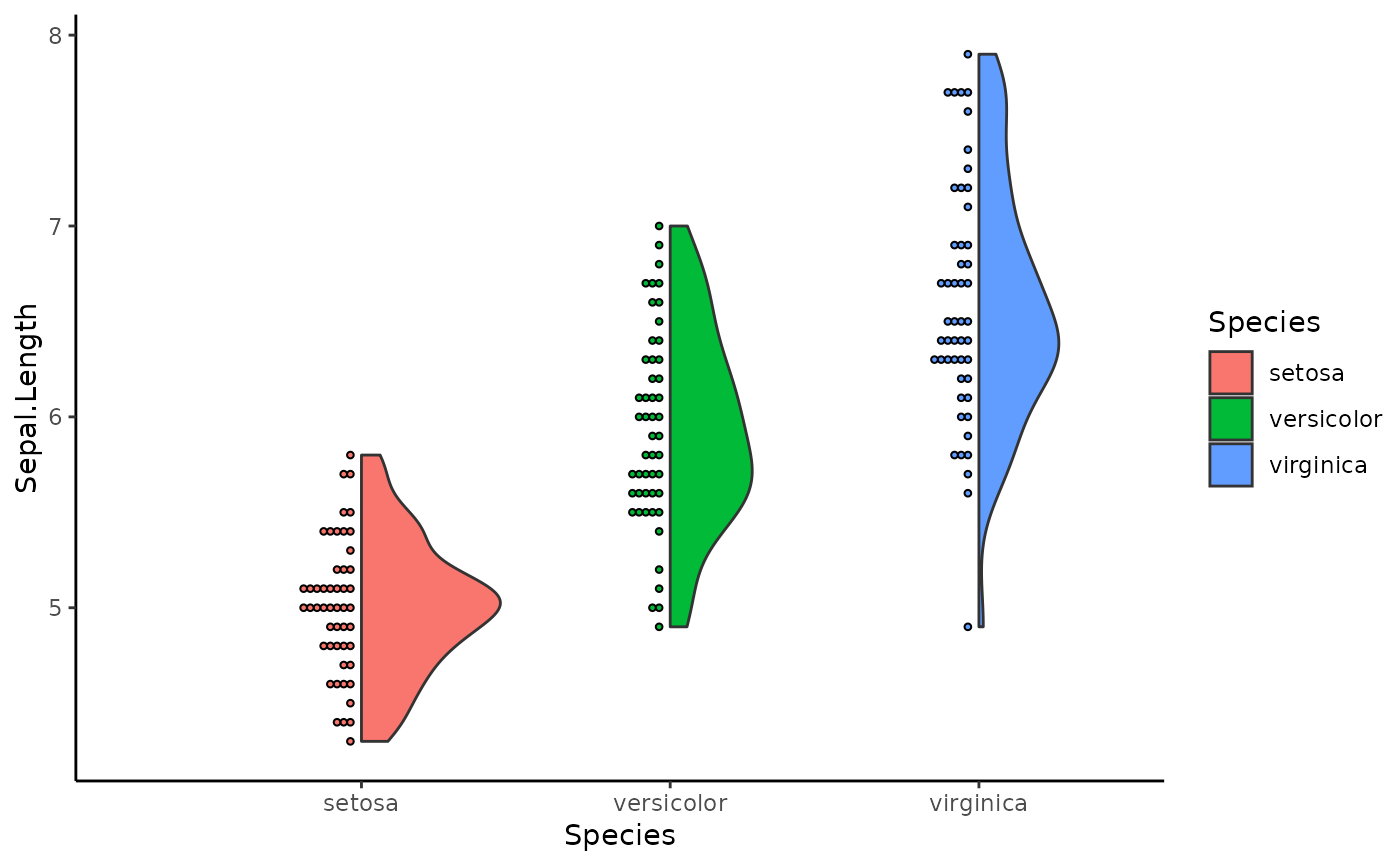 8
7
6
5
Sepal.Length
setosa
versicolor
virginica
Species
Species
setosa
versicolor
virginica